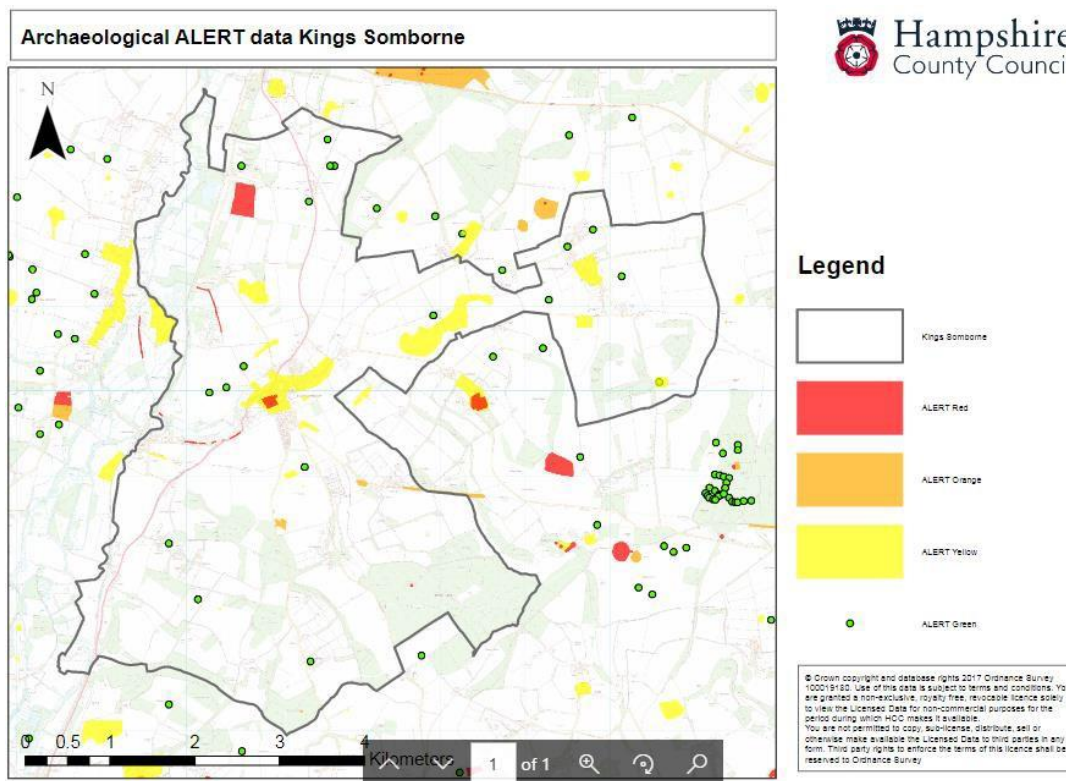 Archaeological ALERT data Kings Somborne
Hampshire
County Counci
N
Legend
Kings Somborne
ALERT Red
ALERT Orange
ALERT Yellow
ALERT Green
© Crown copyright and database rights 2017 Ordnance Survey
100019180. Use of this data is subject to terms and conditions. You
are granted a non-exclusive, royalty free, revocable licence solely
to view the Licensed Data for non-commercial purposes for the
period during which HCC makes it available.
You are not permitted to copy, sub-license, distribute, sell or
otherwise make available the Licensed Data to third parties in any
form. Third party rights to enforce the terms of this licence shall be
reserved to Ordnance Survey
0 0.5 1 2 3 4
Kilometers
1 of 1